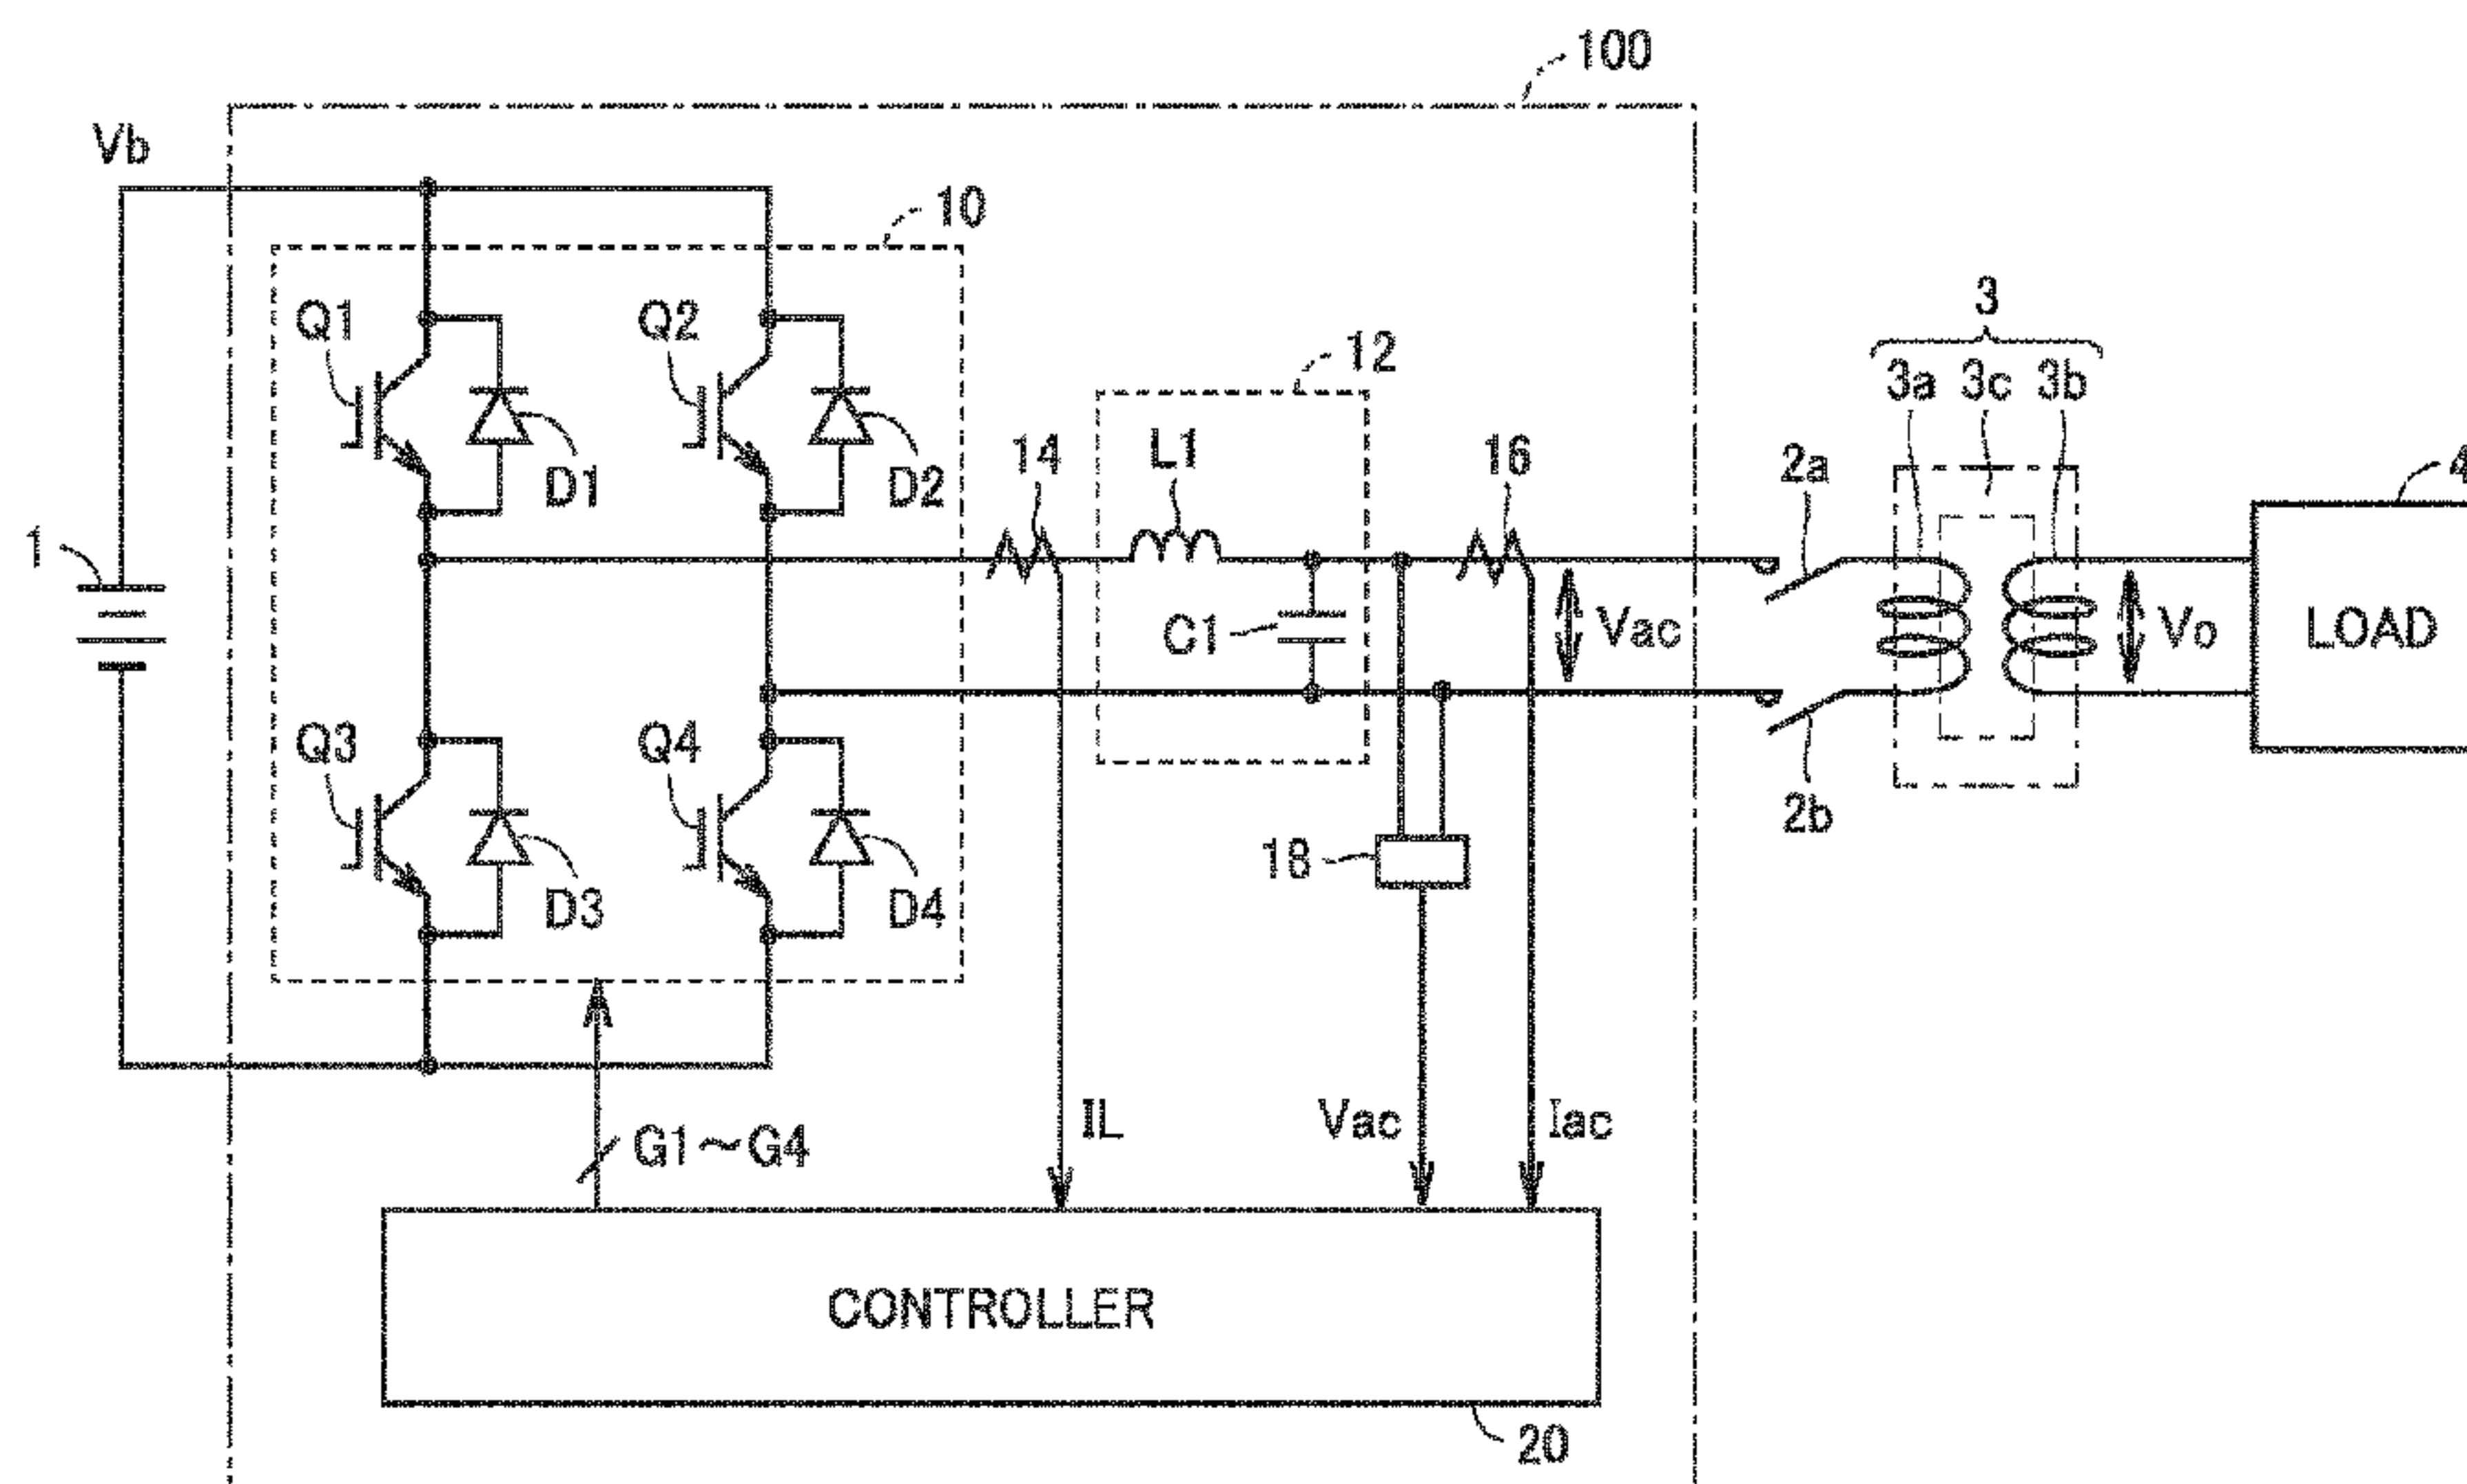 100
Vb
10
Q1
Q2
D1
D2
12
14
L1
16
3
3a 3c 3b
2a
4
1
C1
Vac
Vo
LOAD
Q3
Q4
D3
D4
18
2b
G1～G4
IL
Vac
Iac
CONTROLLER
20